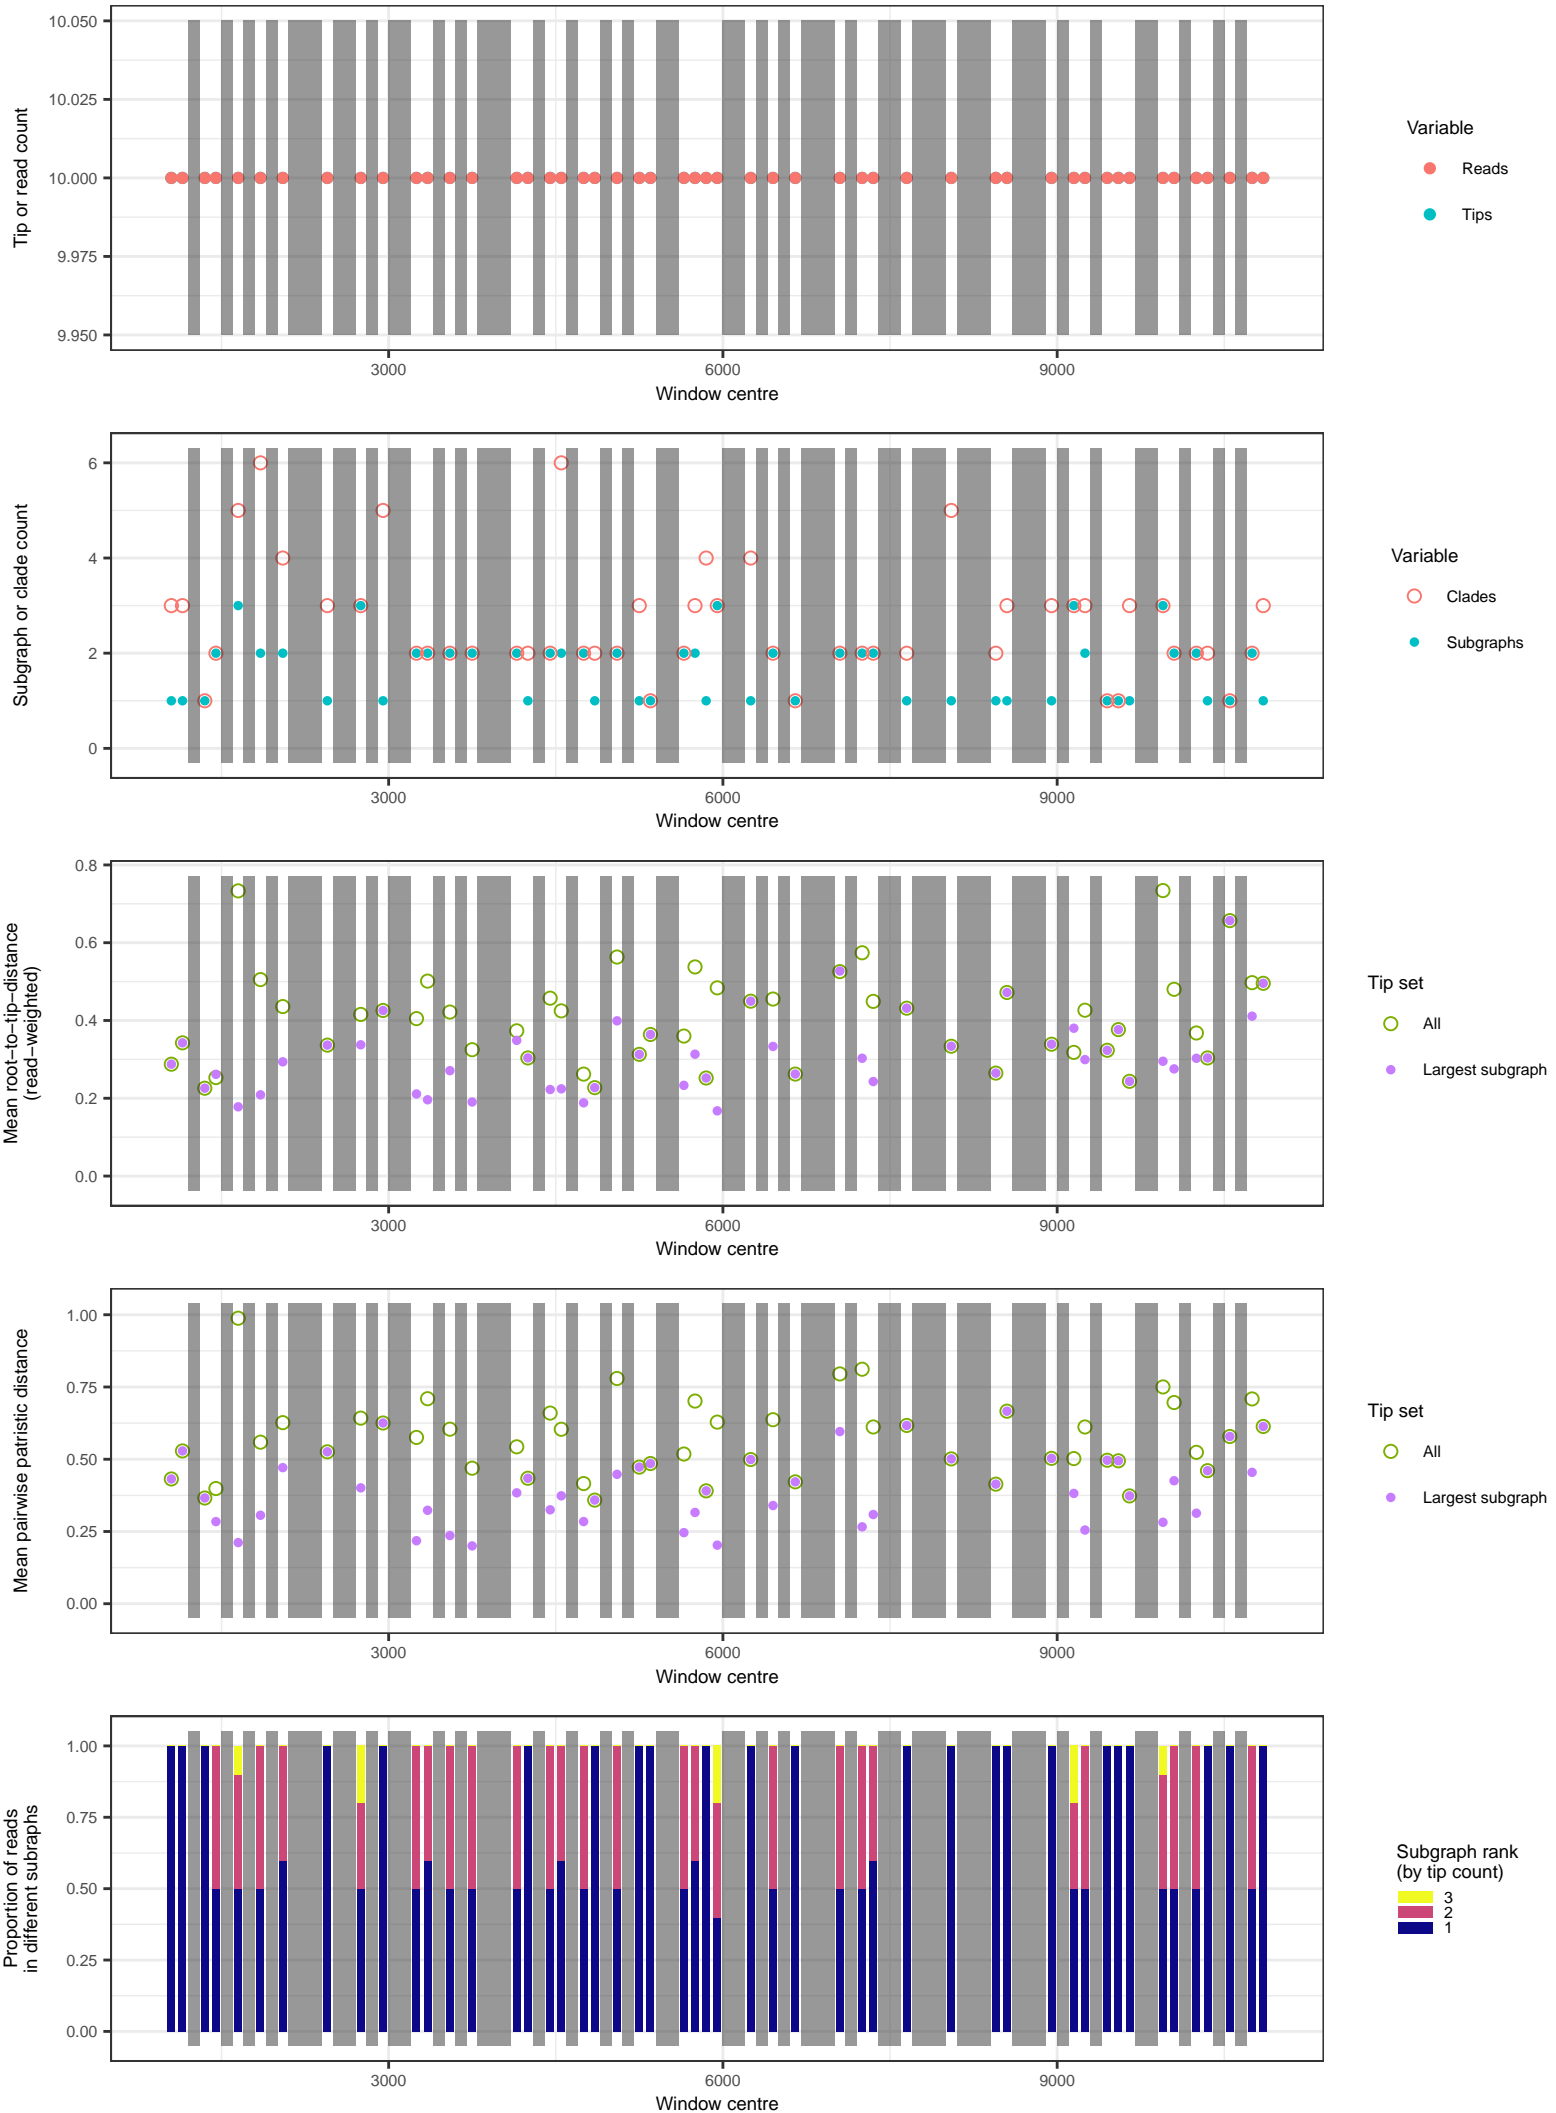 10.050
10.025
10.000
9.975
9.950
Tip or read count
3000
6000
9000
Window centre
Variable
Reads
Tips
6
4
2
0
Subgraph or clade count
3000
6000
9000
Window centre
Variable
Clades
Subgraphs
0.8
0.6
0.4
0.2
0.0
Mean root−to−tip−distance
(read−weighted)
3000
6000
9000
Window centre
Tip set
All
Largest subgraph
1.00
0.75
0.50
0.25
0.00
Mean pairwise patristic distance
3000
6000
9000
Window centre
Tip set
All
Largest subgraph
1.00
0.75
0.50
0.25
0.00
Proportion of reads
in different subraphs
3000
6000
9000
Window centre
Subgraph rank
(by tip count)
3
2
1